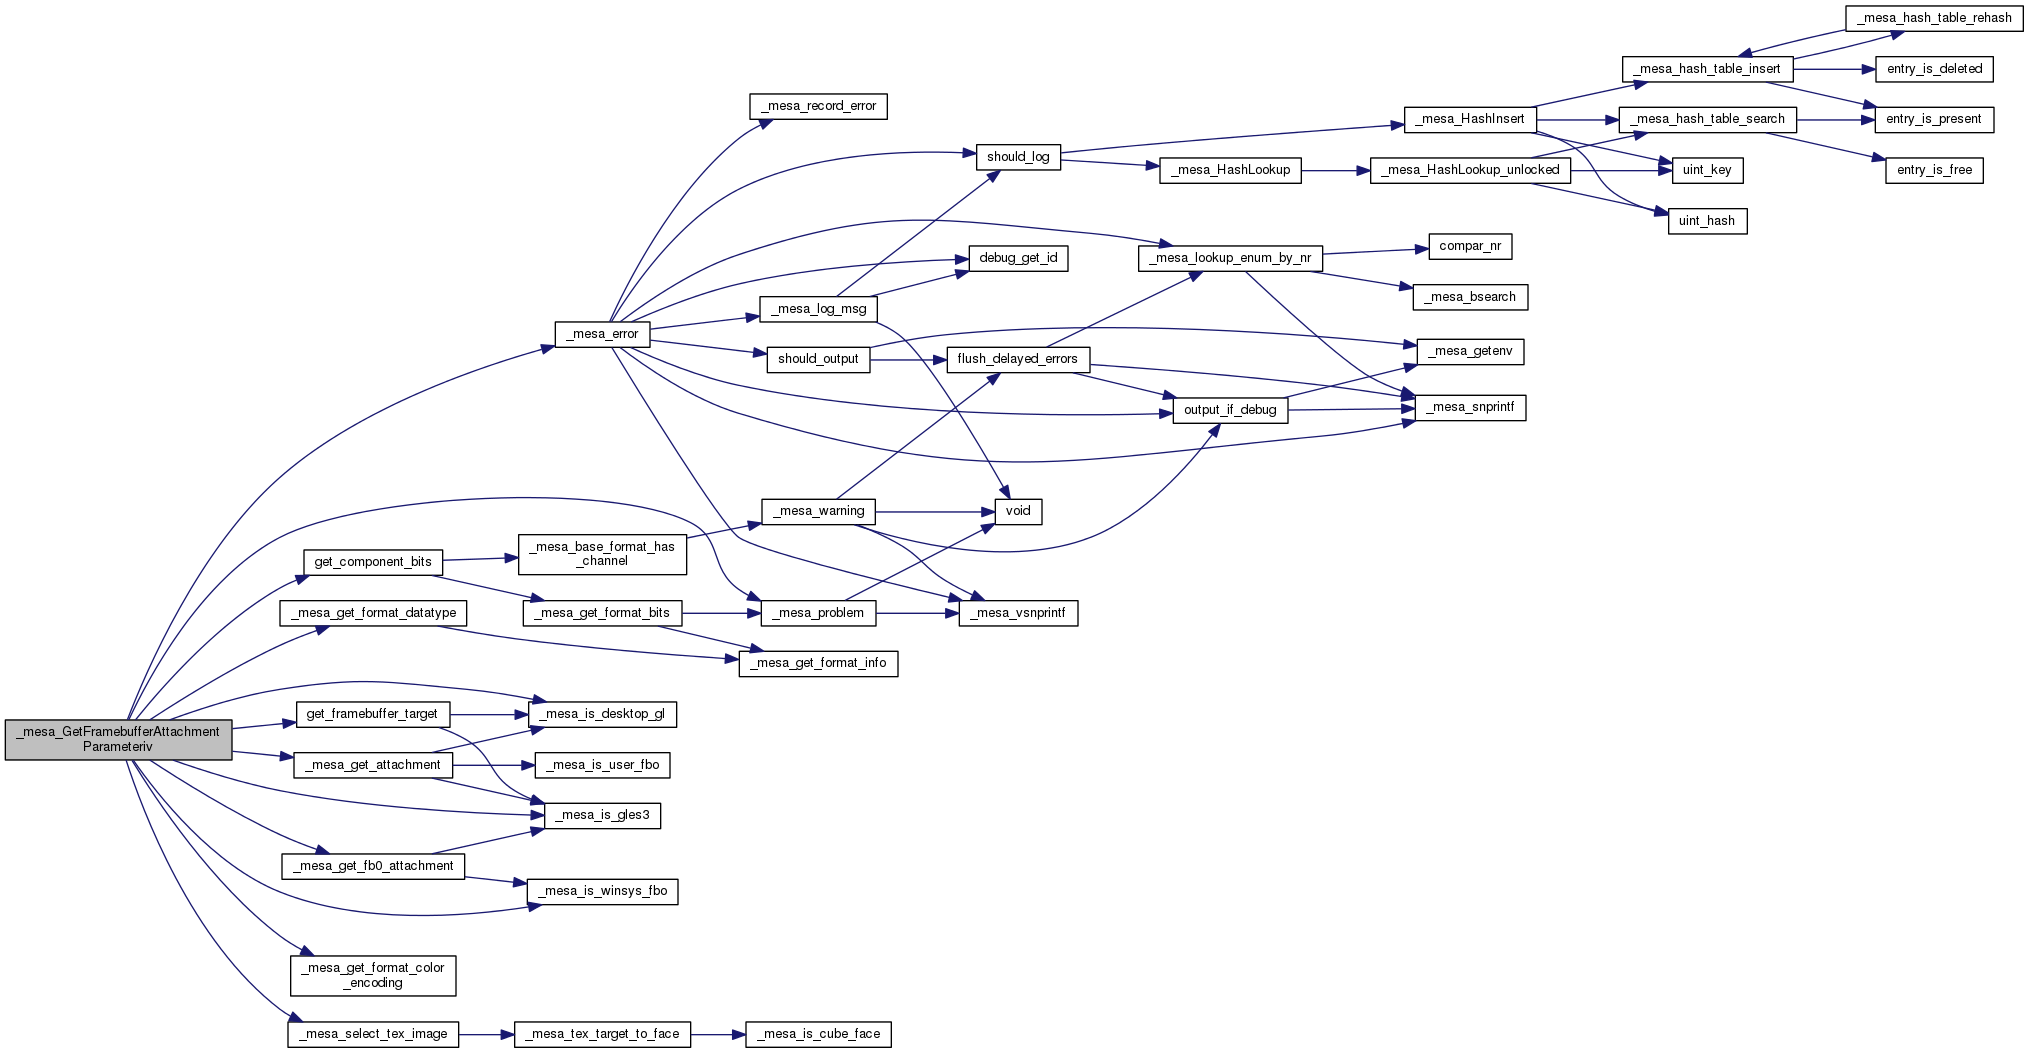 _mesa_hash_table_rehash
_mesa_hash_table_insert
entry_is_deleted
_mesa_record_error
_mesa_HashInsert
_mesa_hash_table_search
entry_is_present
should_log
_mesa_HashLookup
_mesa_HashLookup_unlocked
uint_key
entry_is_free
uint_hash
compar_nr
debug_get_id
_mesa_lookup_enum_by_nr
_mesa_bsearch
_mesa_log_msg
_mesa_error
should_output
flush_delayed_errors
_mesa_getenv
output_if_debug
_mesa_snprintf
_mesa_warning
void
_mesa_base_format_has
_channel
get_component_bits
_mesa_get_format_datatype
_mesa_get_format_bits
_mesa_problem
_mesa_vsnprintf
_mesa_get_format_info
get_framebuffer_target
_mesa_is_desktop_gl
_mesa_GetFramebufferAttachment
Parameteriv
_mesa_get_attachment
_mesa_is_user_fbo
_mesa_is_gles3
_mesa_get_fb0_attachment
_mesa_is_winsys_fbo
_mesa_get_format_color
_encoding
_mesa_select_tex_image
_mesa_tex_target_to_face
_mesa_is_cube_face